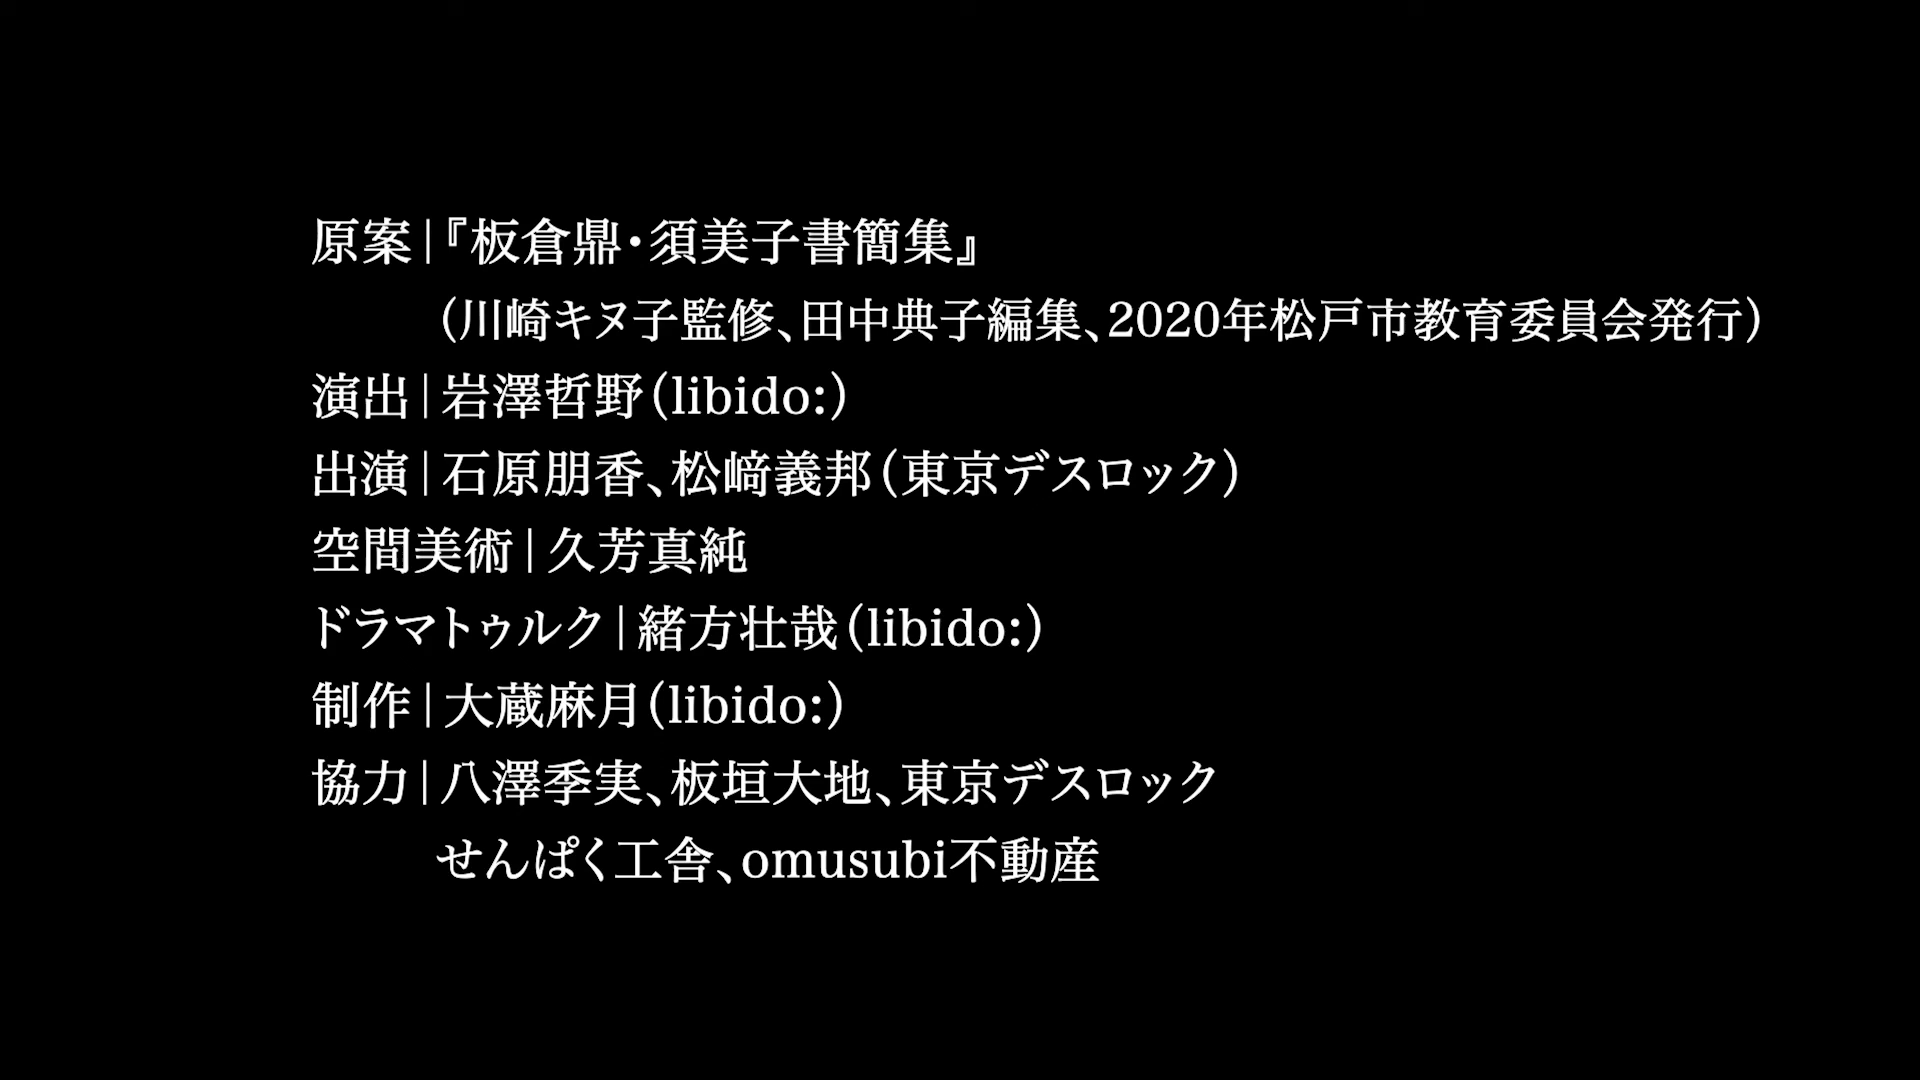 原案|『板倉鼎・須美子書簡集』
(川崎キヌ子監修、田中典子編集、2020年松戸市教育委員会発行)
演出|岩澤哲野(libido:)
出演|石原朋香、松﨑義邦(東京デスロック)
空間美術|久芳真純
ドラマトゥルク|緒方壮哉(libido:)
制作|大蔵麻月(libido:)
協力|八澤季実、板垣大地、東京デスロック
せんぱく工舎、omusubi不動産